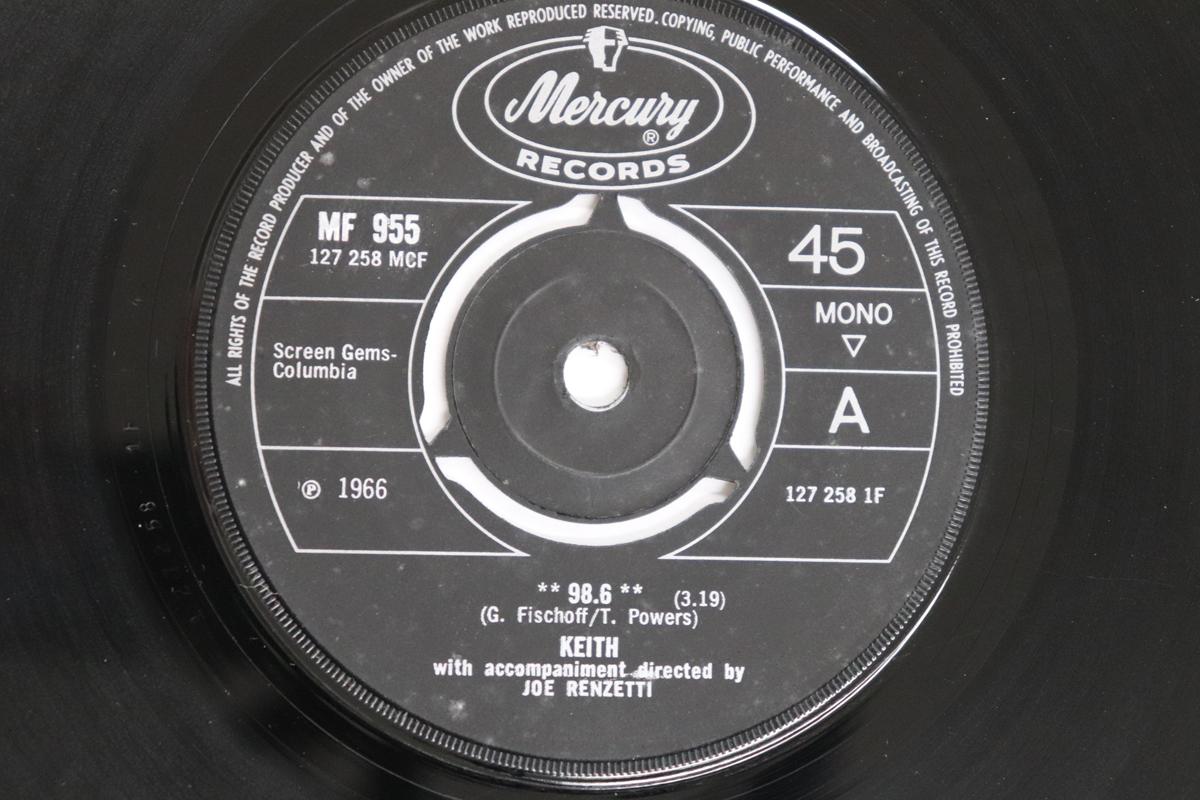 ALL RIGHTS OF THE RECORD PRODUCER AND OF THE OWNER OF THE WORK REPRODUCED RESERVED. COPYING, PUBLIC PERFORMANCE AND BROADCASTING OF THIS RECORD PROHIBITED
Mercury ®
RECORDS
MF 955
127 258 MCF
45
MONO
▽
Screen Gems-
Columbia
A
℗ 1966
127 258 1F
** 98.6 ** (3.19)
(G. Fischoff/T. Powers)
KEITH
with accompaniment directed by
JOE RENZETTI